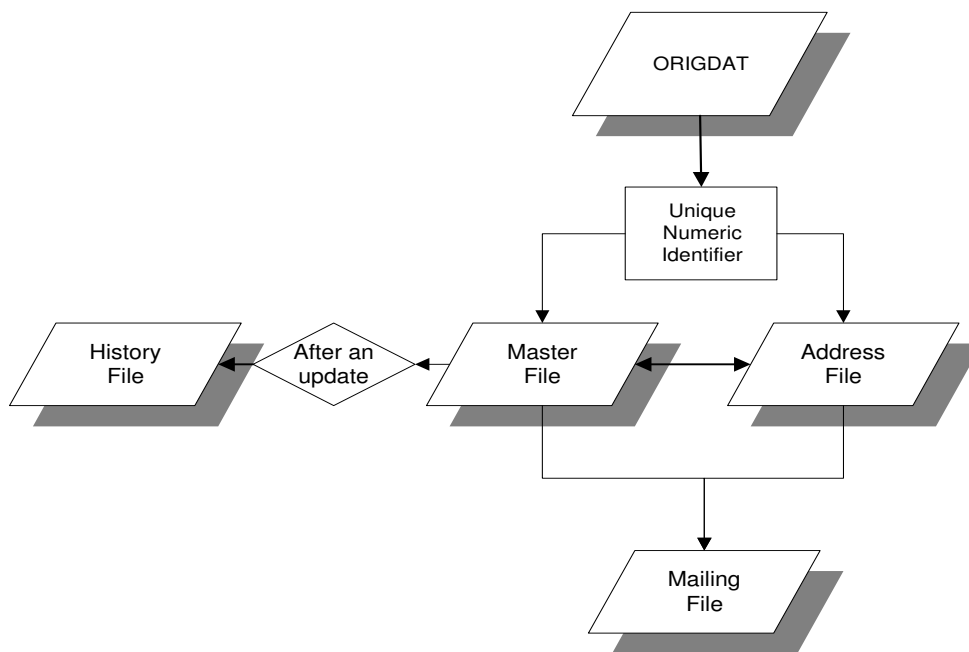 ORIGDAT
Unique
Numeric
Identifier
History
File
After an
update
Master
File
Address
File
Mailing
File